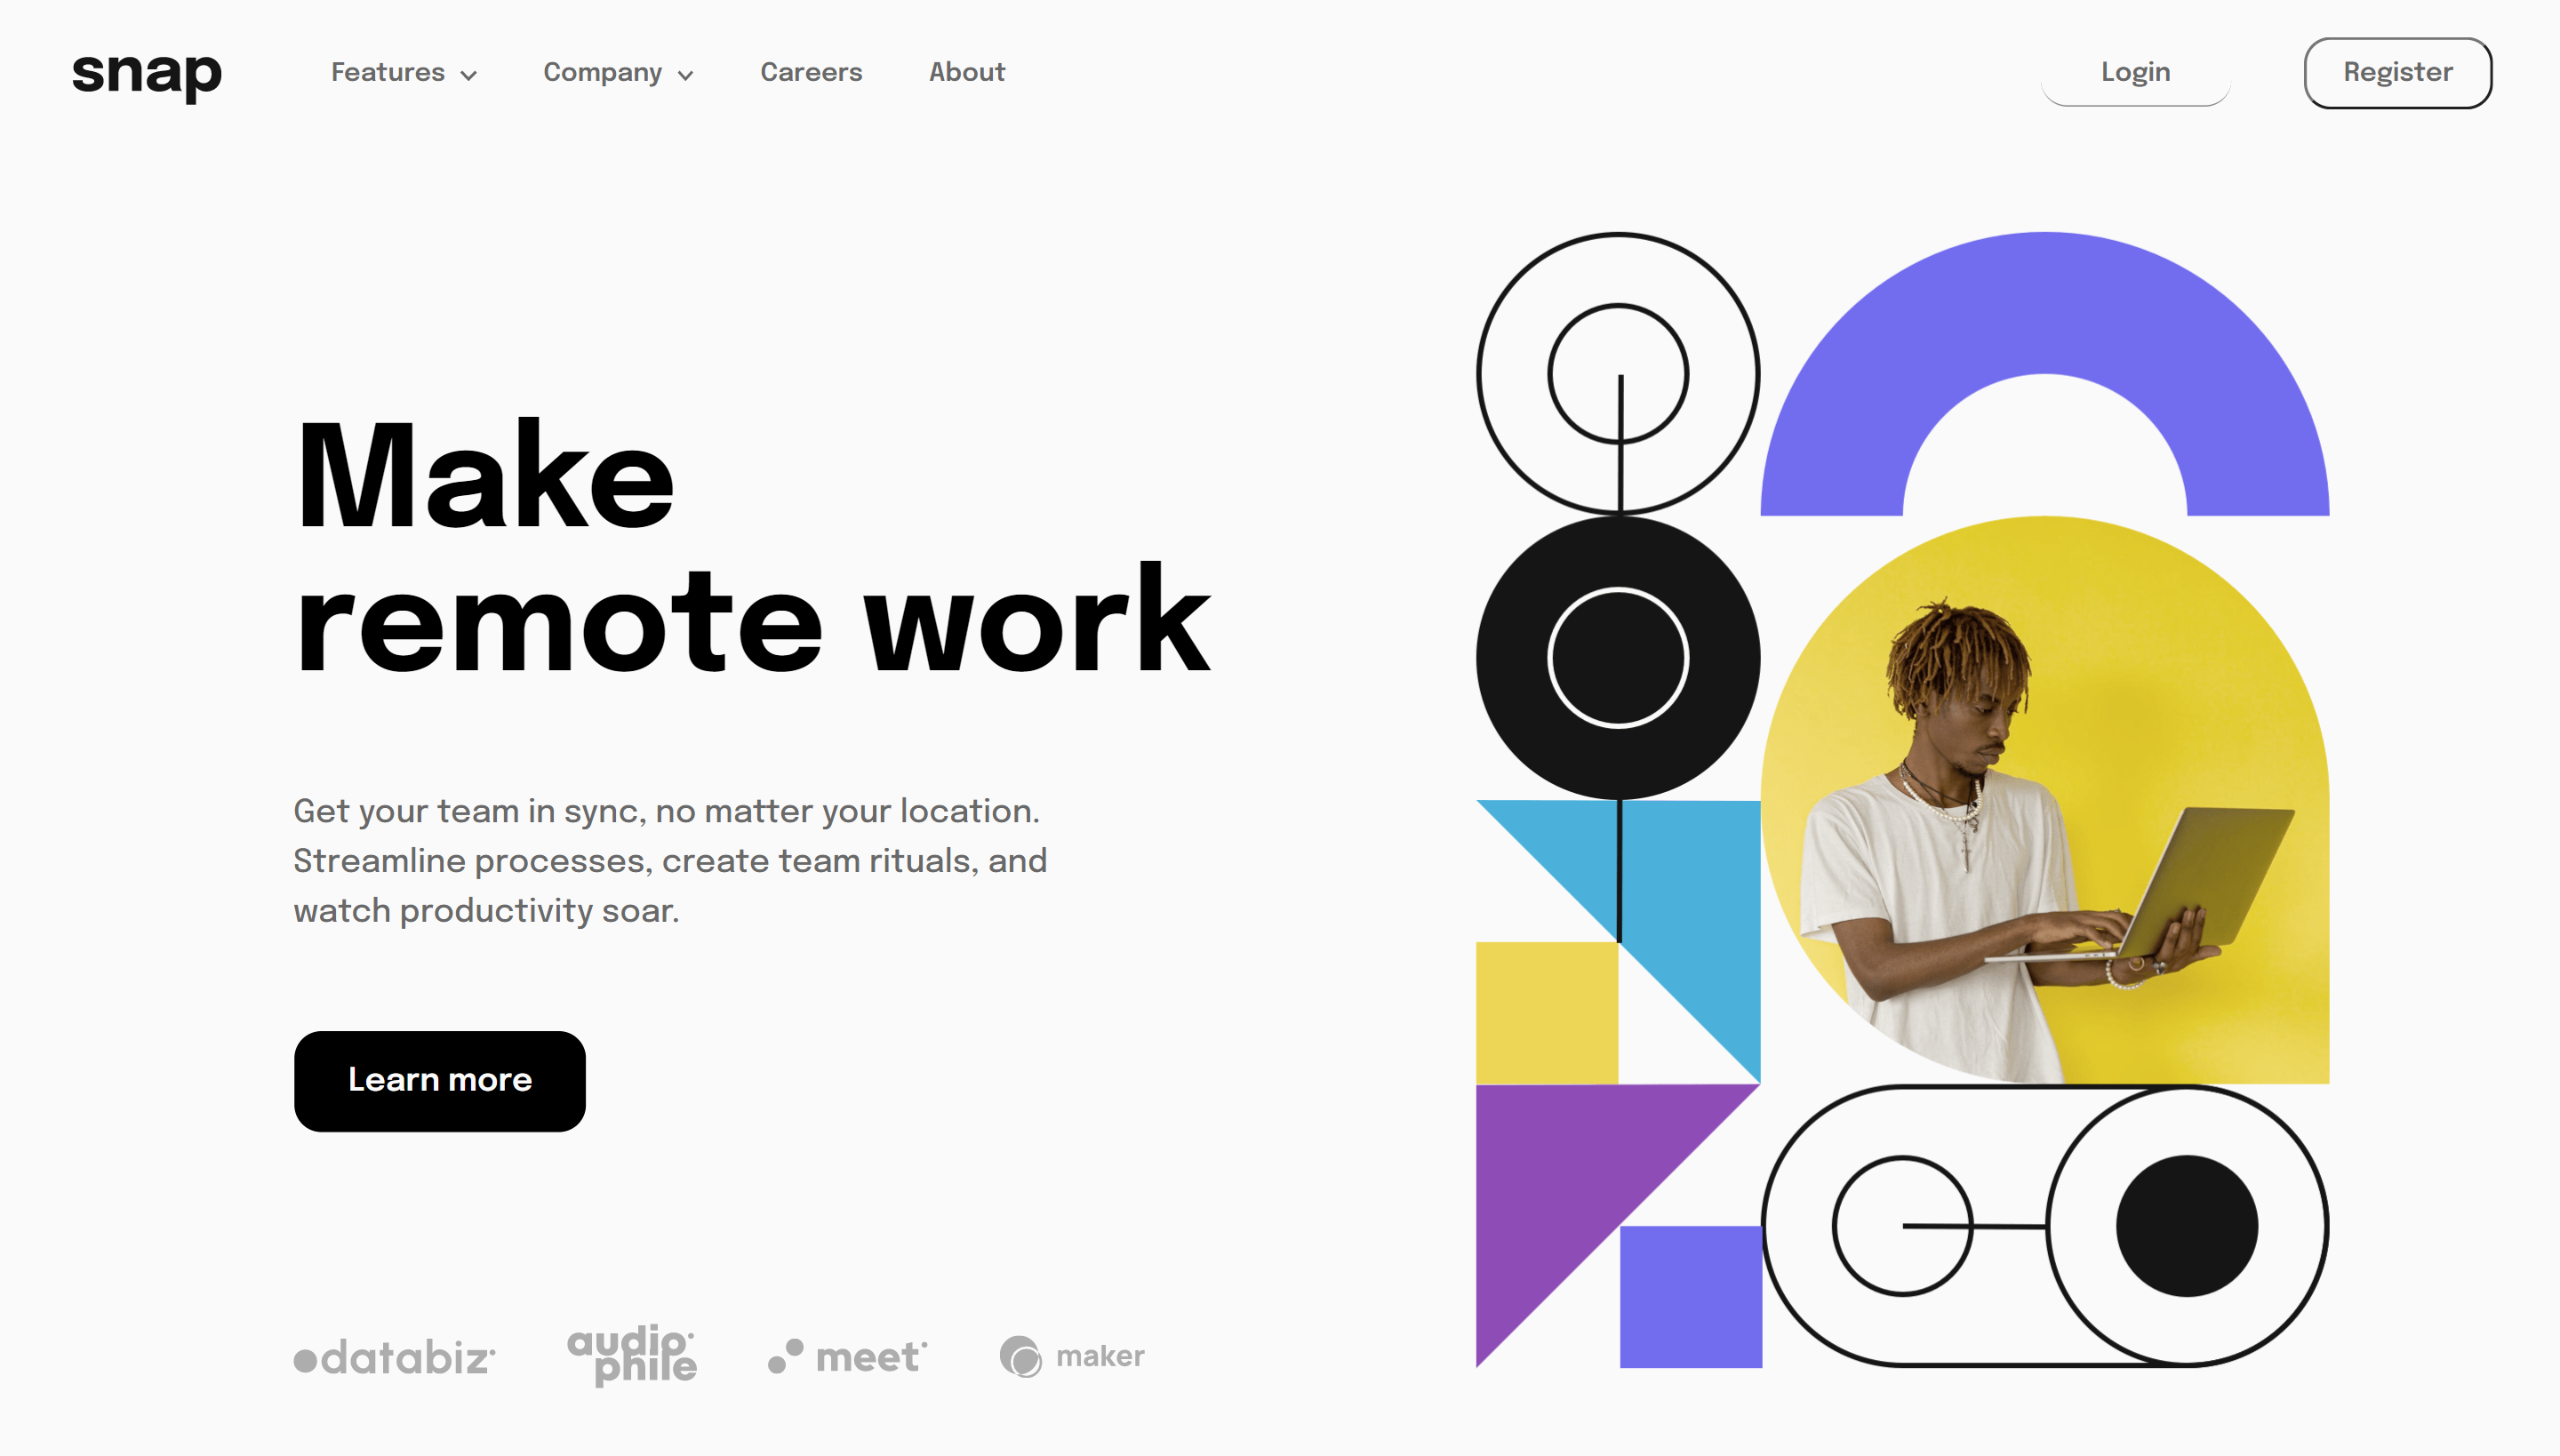 snap
Features
Company
Careers
About
Login
Register
Make
remote work
Get your team in sync, no matter your location.
Streamline processes, create team rituals, and
watch productivity soar.
Learn more
databiz
audio
phile
meet
maker